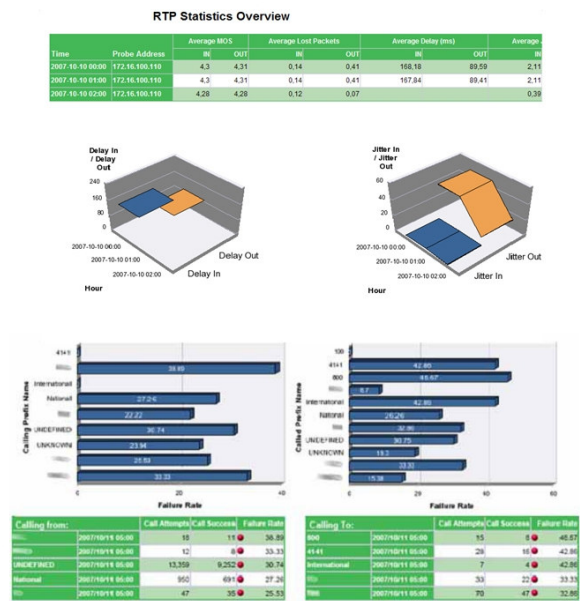 RTP Statistics Overview
Average MOS Average Lost Packets Average Delay (ms) Average
Time Probe Address IN OUT IN OUT IN OUT IN
2007-10-10 00:00 172.16.100.110 4,3 4,31 0,14 0,41 168,18 89,59 2,11
2007-10-10 01:00 172.16.100.110 4,3 4,31 0,14 0,41 167,84 89,41 2,11
2007-10-10 02:00 172.16.100.110 4,28 4,28 0,12 0,07 0,39
Delay In
/ Delay
Out
240
160
80
0
2007-10-10 00:00
2007-10-10 01:00
2007-10-10 02:00
Delay Out
Delay In
Hour
Jitter In
/ Jitter
Out
60
40
20
0
2007-10-10 00:00
2007-10-10 01:00
2007-10-10 02:00
Jitter Out
Jitter In
Hour
Calling Prefix Name
4141
International
National 27.26
22.22
UNDEFINED 30.74
UNKNOWN 23.94
33.33
0 20 40
Failure Rate
Called Prefix Name
100
4141 42.86
800 46.67
6.7
International 42.86
National 26.26
32.86
UNDEFINED 30.75
UNKNOWN 19.3
33.33
15.38
0 20 40 60
Failure Rate
Calling from: Call Attempts Call Success Failure Rate
2007/10/11 05:00 18 11 38.89
2007/10/11 05:00 12 8 33.33
UNDEFINED 2007/10/11 05:00 13,359 9,252 30.74
National 2007/10/11 05:00 950 691 27.26
2007/10/11 05:00 47 35 25.53
Calling To: Call Attempts Call Success Failure Rate
800 2007/10/11 05:00 15 8 46.67
4141 2007/10/11 05:00 28 16 42.86
International 2007/10/11 05:00 7 4 42.86
2007/10/11 05:00 33 22 33.33
2007/10/11 05:00 70 47 32.86